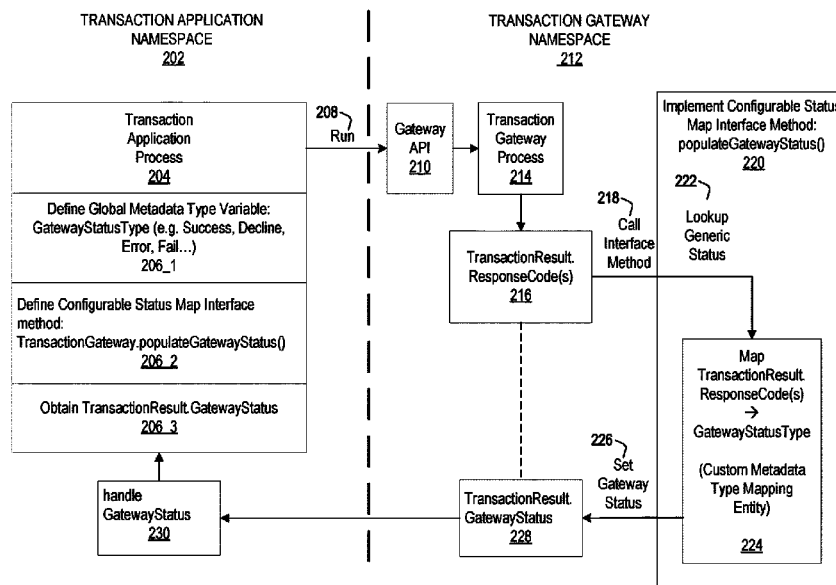 TRANSACTION APPLICATION
NAMESPACE
202
TRANSACTION GATEWAY
NAMESPACE
212
Transaction
Application
Process
204
208
Run
Gateway
API
210
Transaction
Gateway
Process
214
Implement Configurable Status
Map Interface Method:
populateGatewayStatus()
220
Define Global Metadata Type Variable:
GatewayStatusType (e.g. Success, Decline,
Error, Fail...)
206_1
TransactionResult.
ResponseCode(s)
216
218
Call
Interface
Method
222
Lookup
Generic
Status
Define Configurable Status Map Interface
method:
TransactionGateway.populateGatewayStatus()
206_2
Obtain TransactionResult.GatewayStatus
206_3
Map
TransactionResult.
ResponseCode(s)
→
GatewayStatusType
(Custom Metadata
Type Mapping
Entity)
224
226
Set
Gateway
Status
handle
GatewayStatus
230
TransactionResult.
GatewayStatus
228